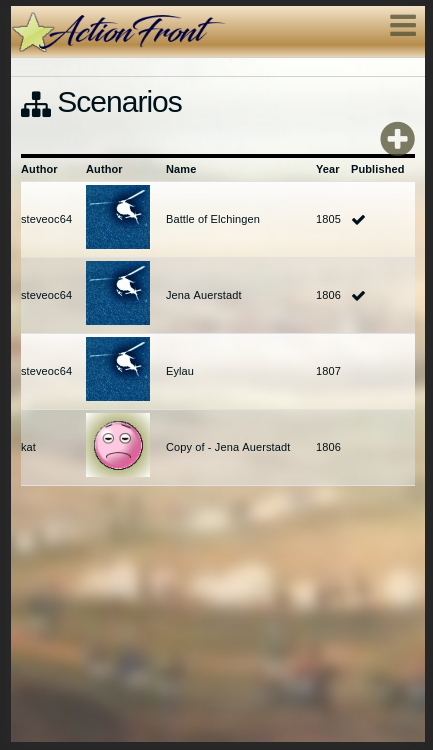 Action Front
Scenarios
Author Author Name Year Published
steveoc64 Battle of Elchingen 1805
steveoc64 Jena Auerstadt 1806
steveoc64 Eylau 1807
kat Copy of - Jena Auerstadt 1806